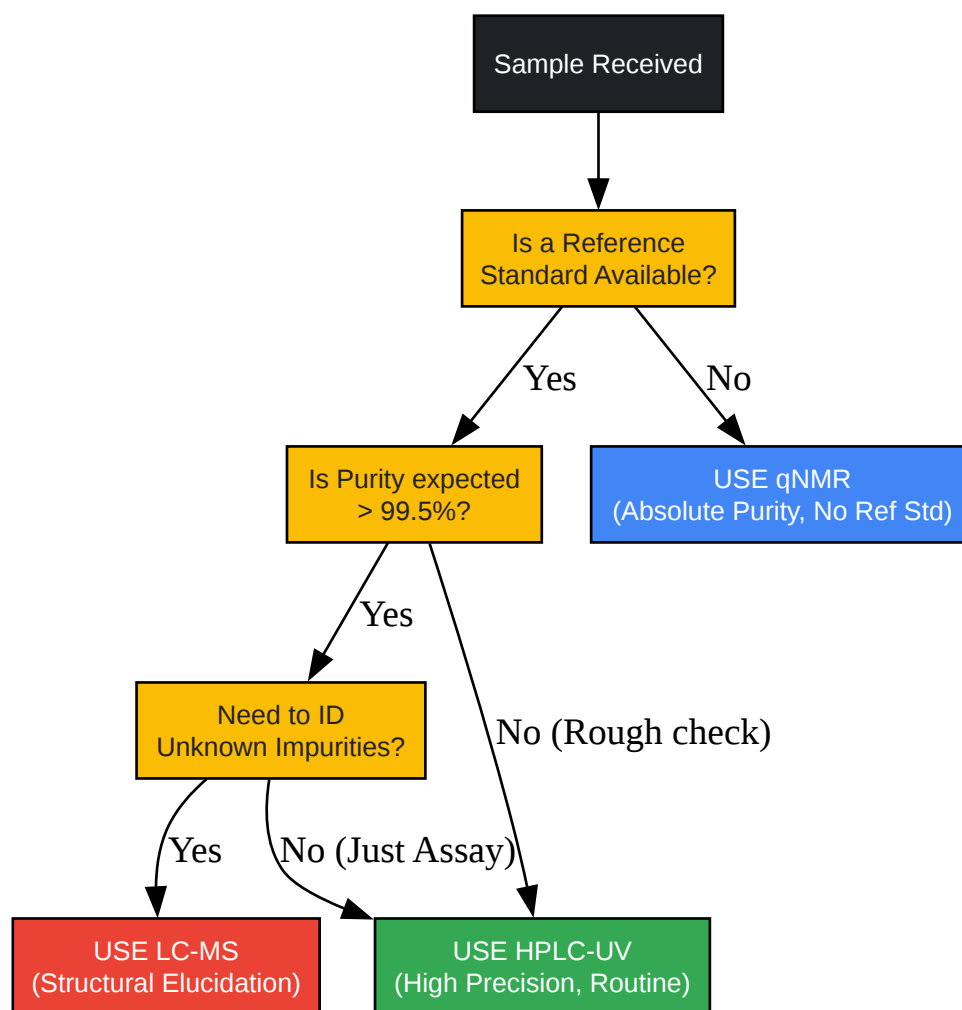 Sample Received
Is a Reference
Standard Available?
Yes
No
Is Purity expected
> 99.5%?
USE qNMR
(Absolute Purity, No Ref Std)
Yes
No (Rough check)
Need to ID
Unknown Impurities?
Yes
No (Just Assay)
USE LC-MS
(Structural Elucidation)
USE HPLC-UV
(High Precision, Routine)